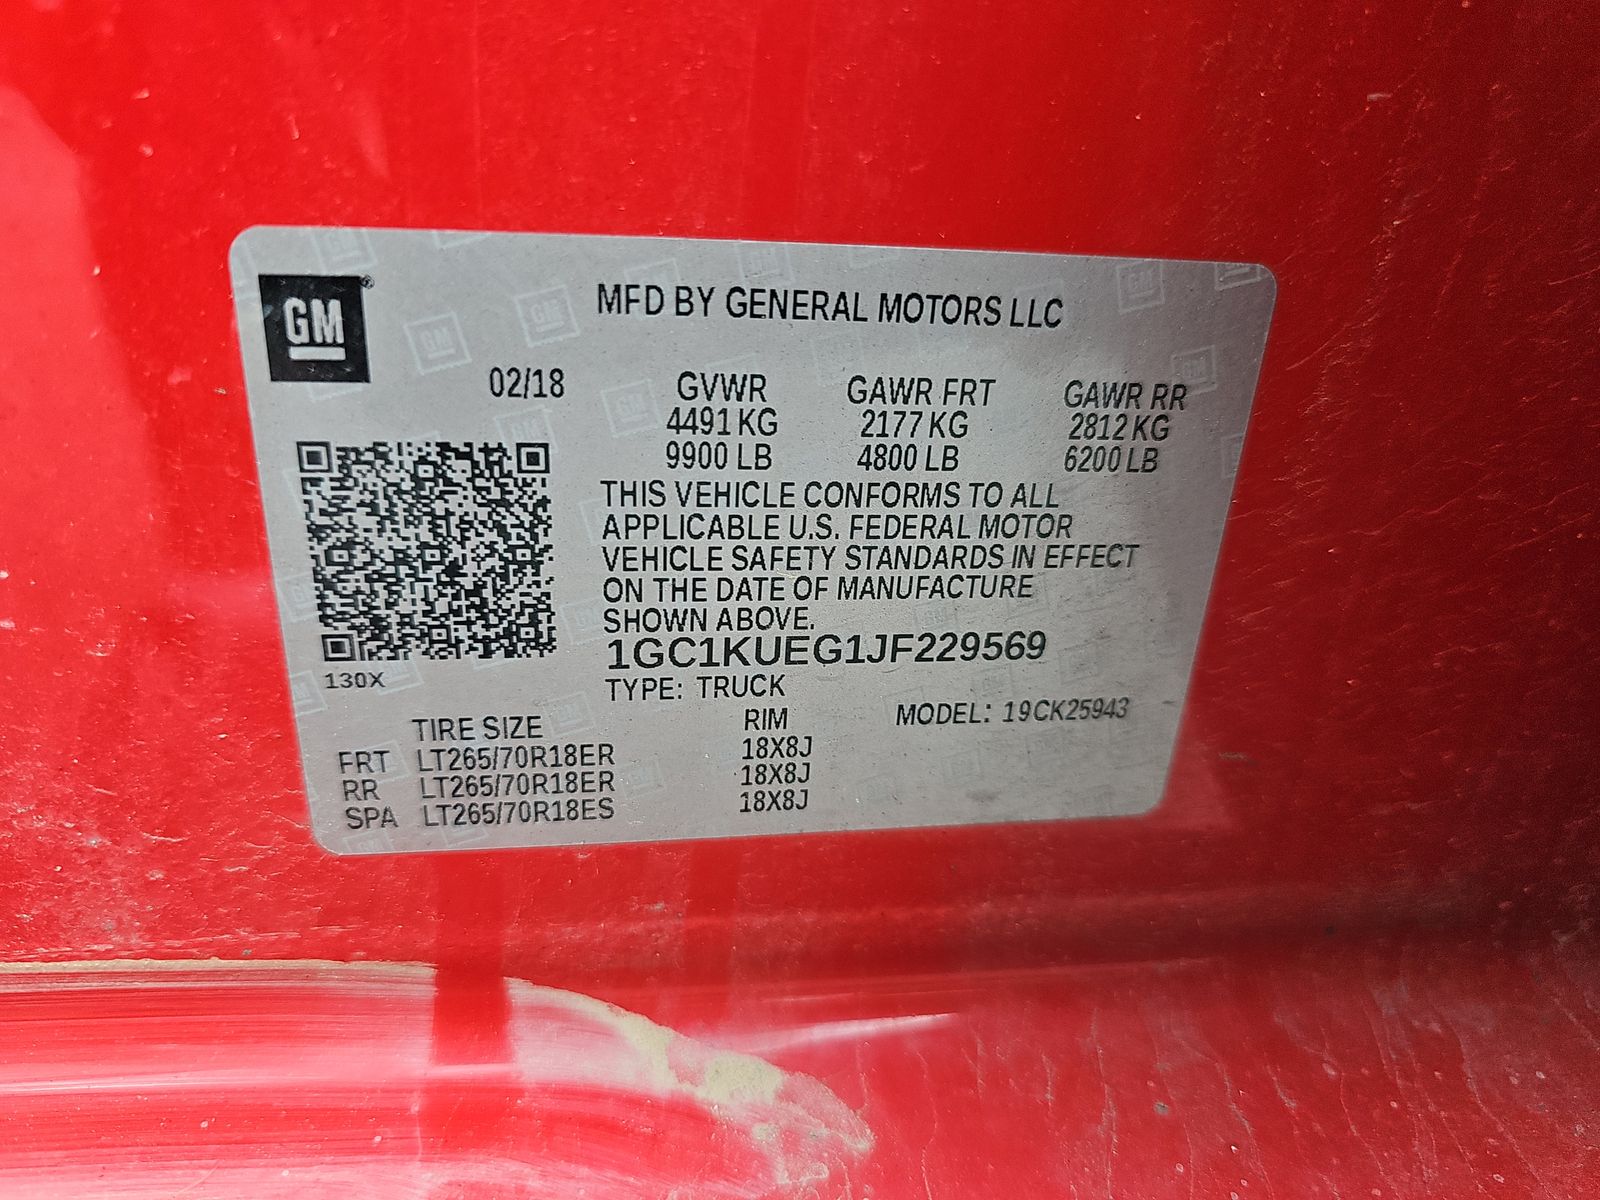 GM
MFD BY GENERAL MOTORS LLC
02/18
GVWR GAWR FRT GAWR RR
4491 KG 2177 KG 2812 KG
9900 LB 4800 LB 6200 LB
THIS VEHICLE CONFORMS TO ALL
APPLICABLE U.S. FEDERAL MOTOR
VEHICLE SAFETY STANDARDS IN EFFECT
ON THE DATE OF MANUFACTURE
SHOWN ABOVE.
1GC1KUEG1JF229569
130X
TYPE: TRUCK
TIRE SIZE RIM MODEL: 19CK25943
FRT LT265/70R18ER 18X8J
RR LT265/70R18ER 18X8J
SPA LT265/70R18ES 18X8J